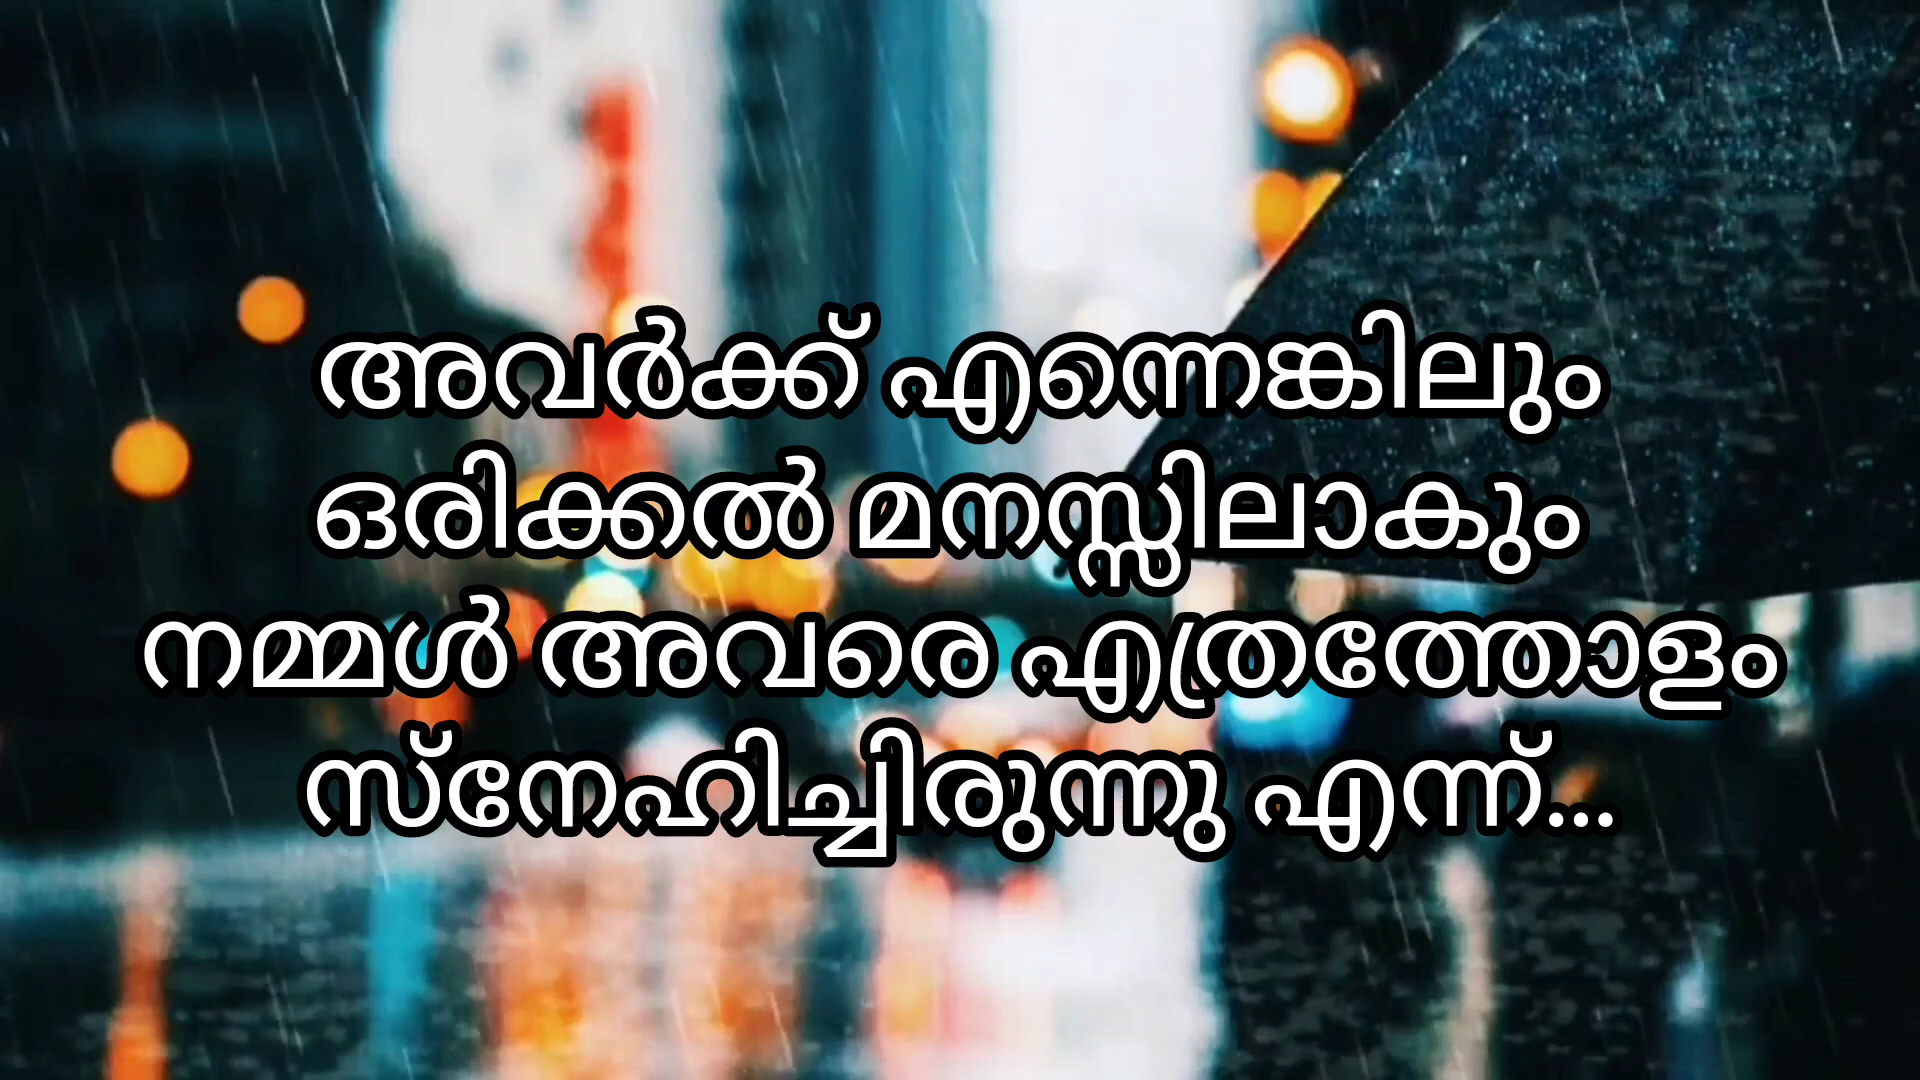 അവർക്ക് എന്നെങ്കിലും
ഒരിക്കൽ മനസ്സിലാകും
നമ്മൾ അവരെ എത്രത്തോളം
സ്നേഹിച്ചിരുന്നു എന്ന്...